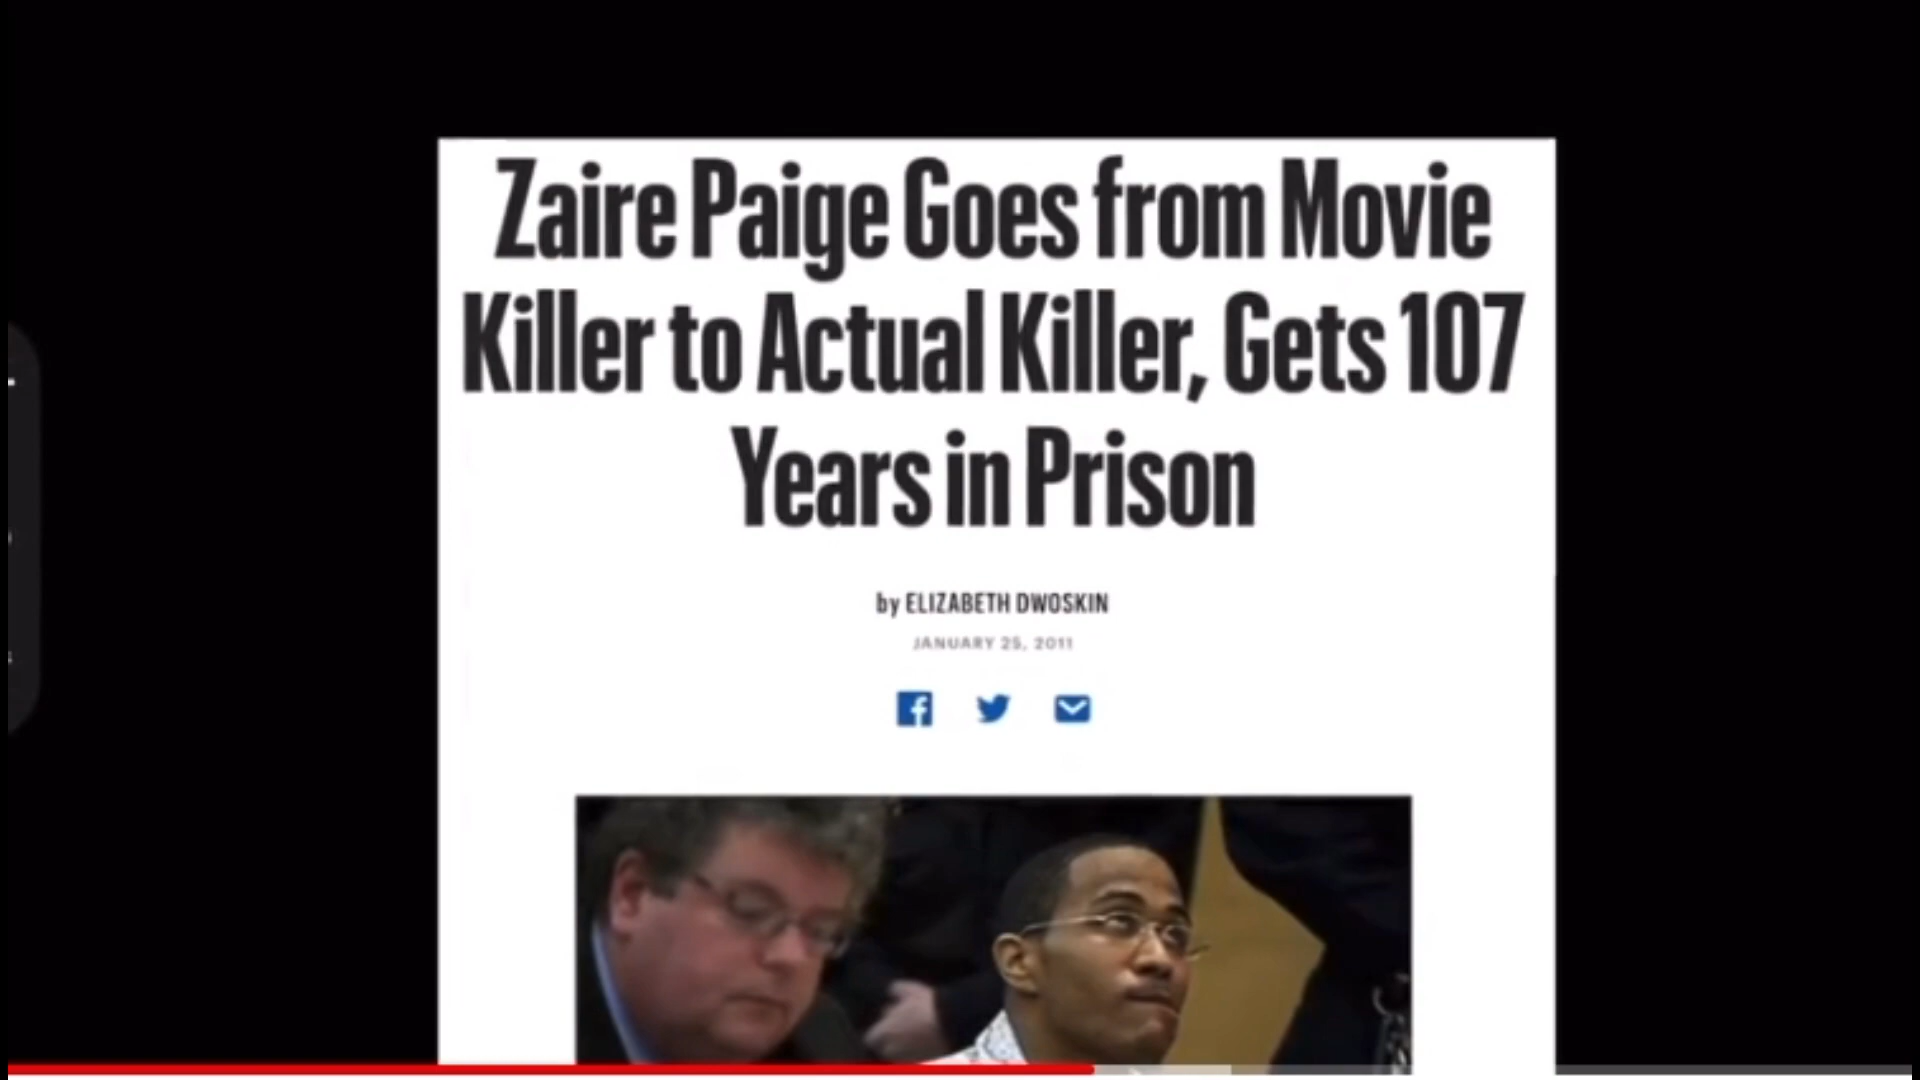 Zaire Paige Goes from Movie
Killer to Actual Killer, Gets 107
Years in Prison
by ELIZABETH DWOSKIN
JANUARY 25, 2011